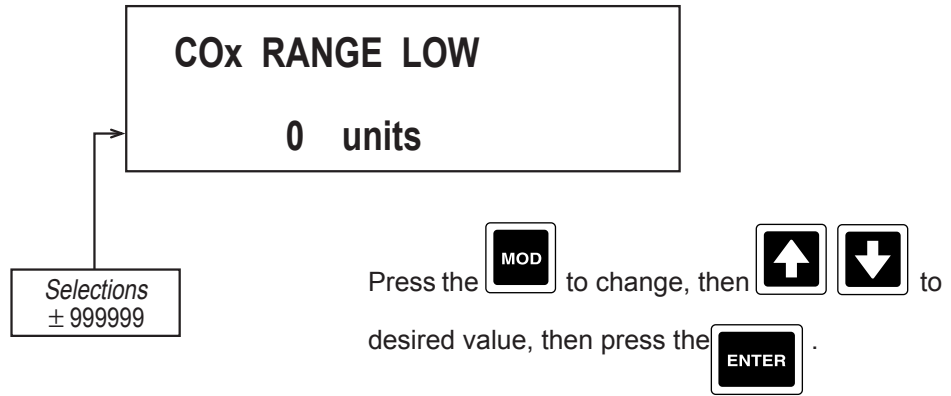 COx RANGE LOW
0 units
Selections
± 999999
Press the MOD to change, then to
desired value, then press the ENTER .